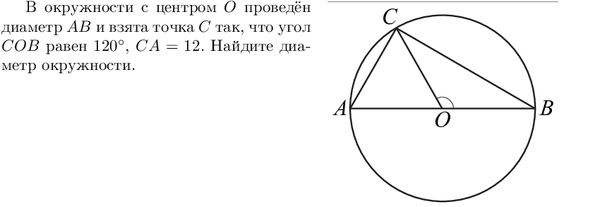 В окружности с центром O проведён
диаметр AB и взята точка C так, что угол
COB равен 120°, CA = 12. Найдите диа-
метр окружности.
C
A
O
B